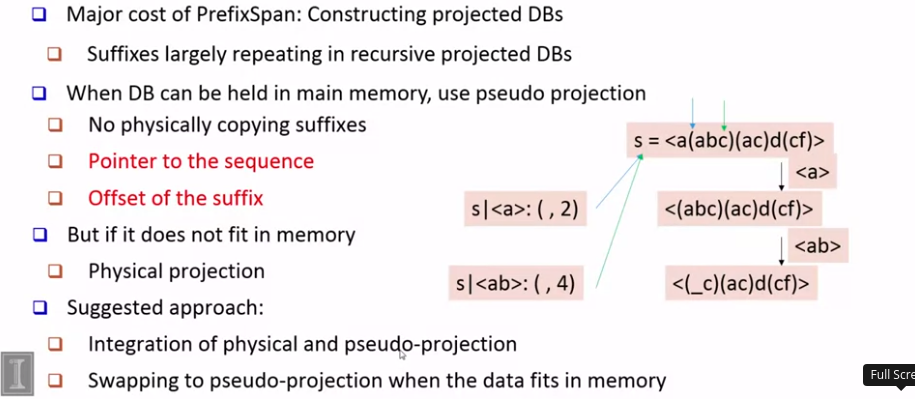 Major cost of PrefixSpan: Constructing projected DBs
Suffixes largely repeating in recursive projected DBs
When DB can be held in main memory, use pseudo projection
No physically copying suffixes
Pointer to the sequence
Offset of the suffix
But if it does not fit in memory
Physical projection
Suggested approach:
Integration of physical and pseudo-projection
Swapping to pseudo-projection when the data fits in memory
s = <a(abc)(ac)d(cf)>
<a>
s|<a>: ( , 2)
<(abc)(ac)d(cf)>
<ab>
s|<ab>: ( , 4)
<(_c)(ac)d(cf)>
I
Full Scre